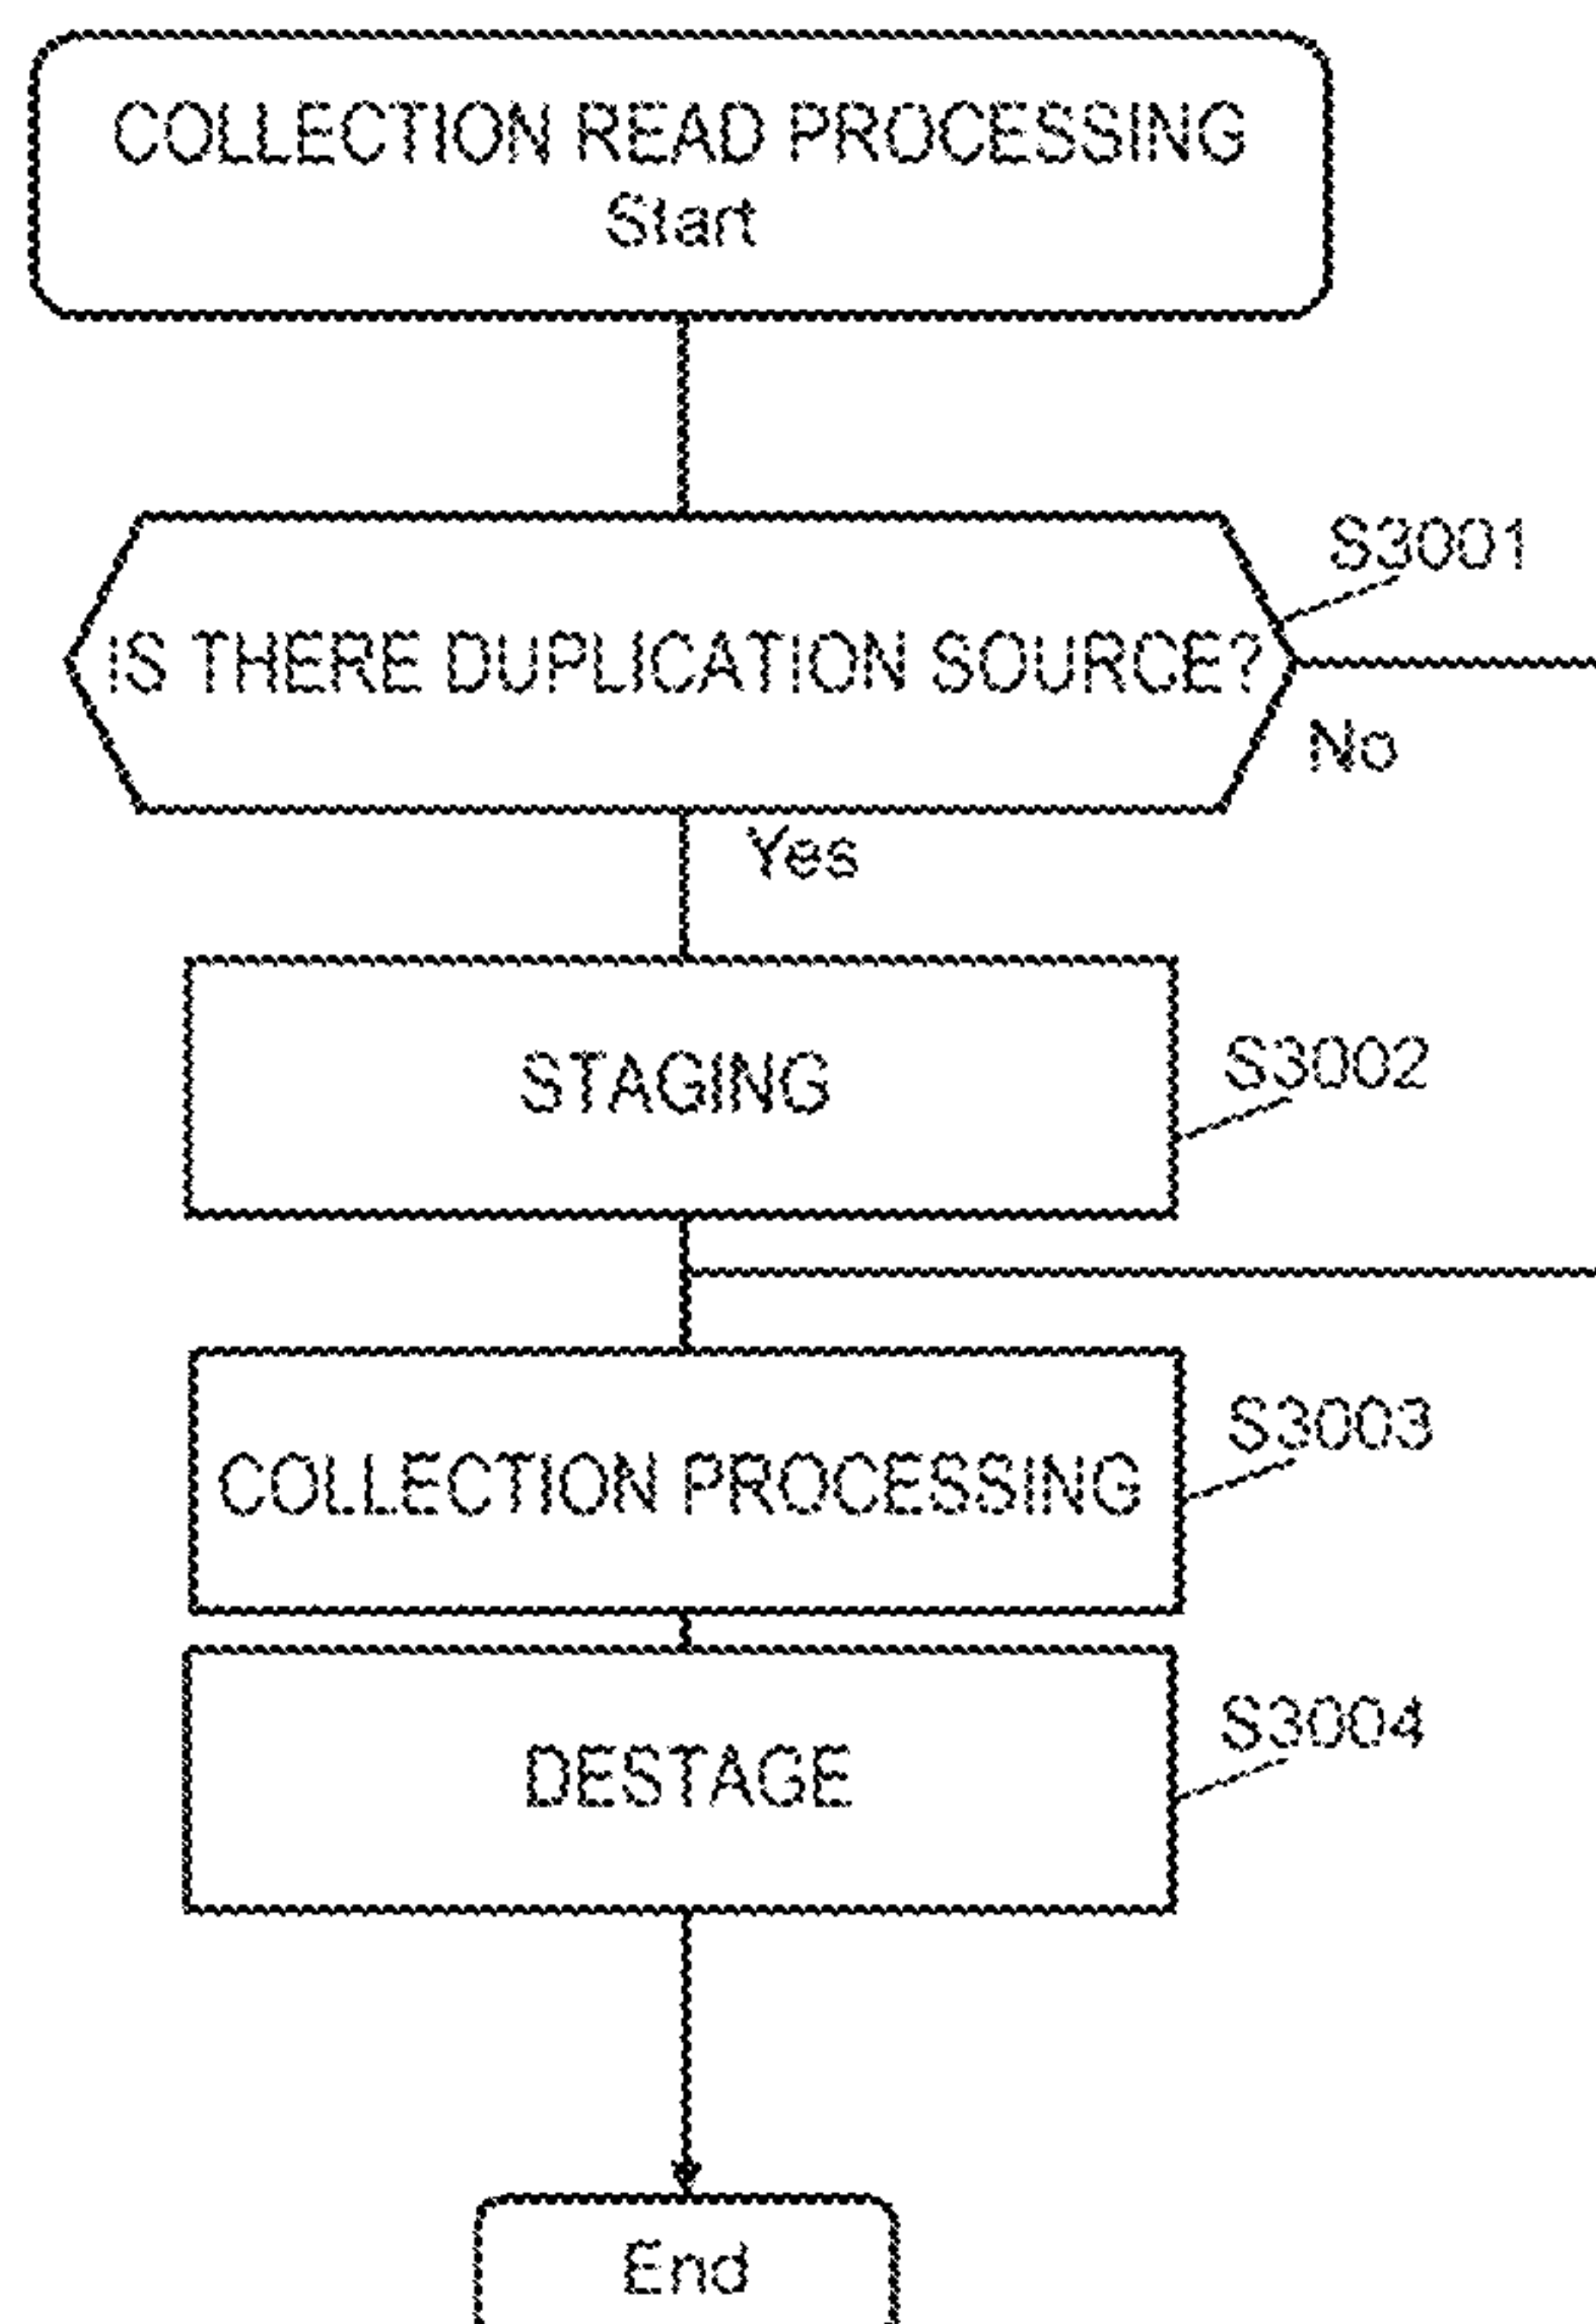 COLLECTION READ PROCESSING
Start
S3001
IS THERE DUPLICATION SOURCE?
No
Yes
STAGING
S3002
COLLECTION PROCESSING
S3003
DESTAGE
S3004
End